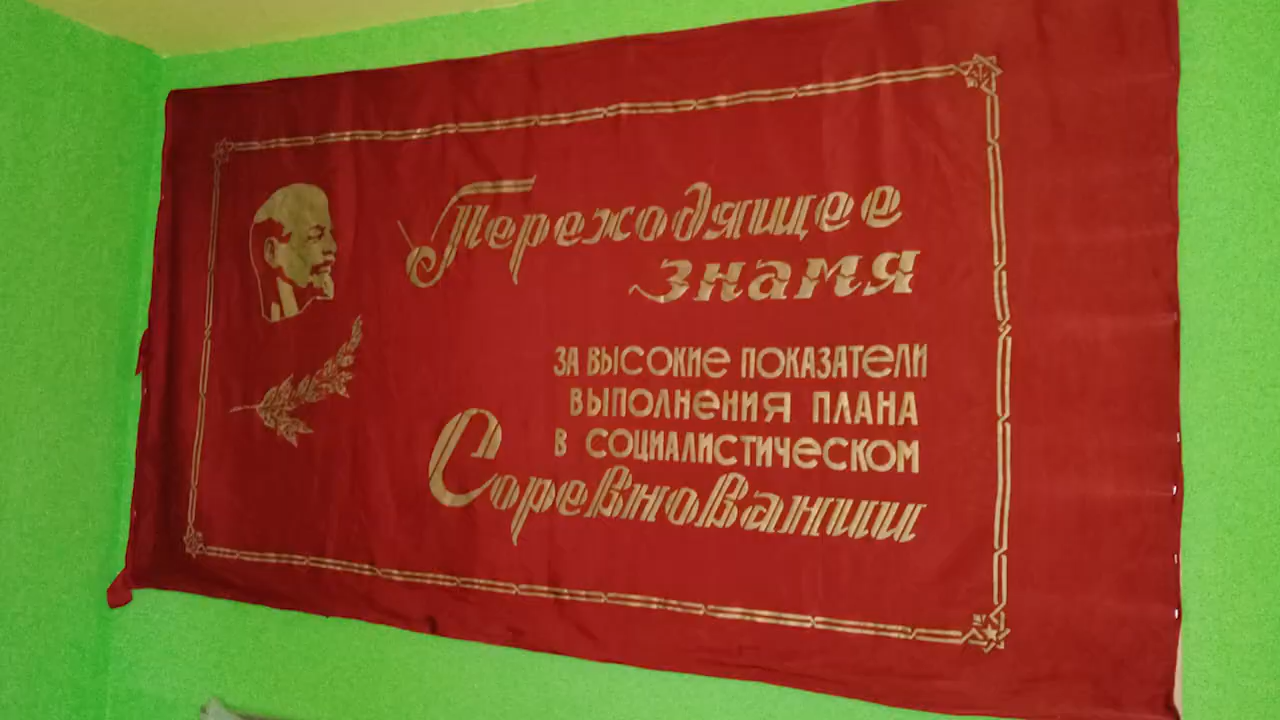 Переходящее
знамя
за высокие показатели
выполнения плана
в социалистическом
Соревновании